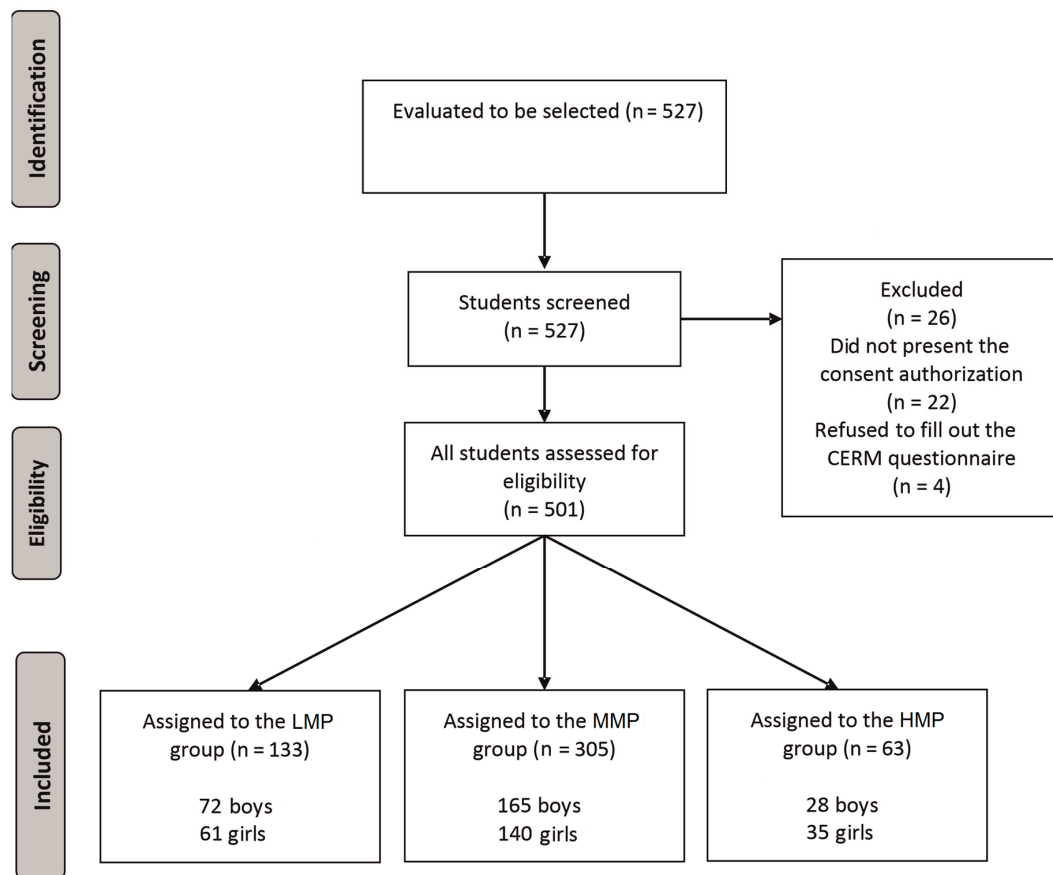 Identification
Evaluated to be selected (n = 527)
Screening
Students screened
(n = 527)
Excluded
(n = 26)
Did not present the
consent authorization
(n = 22)
Refused to fill out the
CERM questionnaire
(n = 4)
Eligibility
All students assessed for
eligibility
(n = 501)
Included
Assigned to the LMP
group (n = 133)
72 boys
61 girls
Assigned to the MMP
group (n = 305)
165 boys
140 girls
Assigned to the HMP
group (n = 63)
28 boys
35 girls